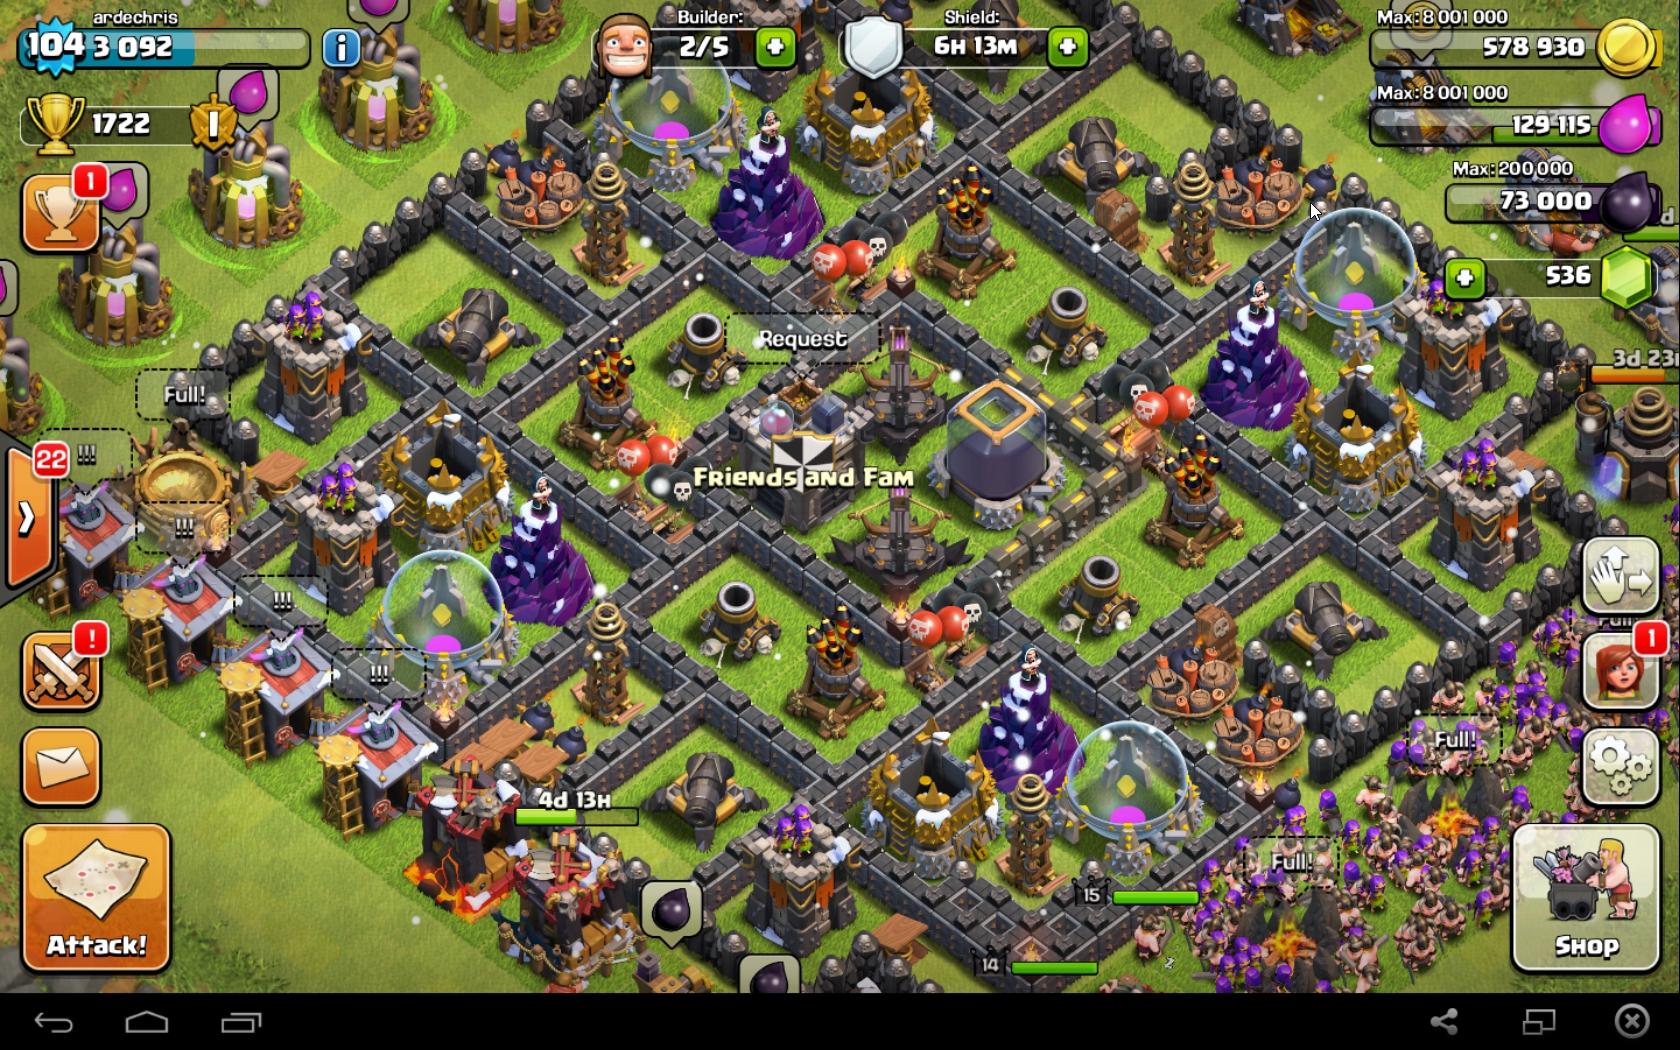 ardechris
104
3 092
i
Builder:
2/5
Shield:
6H 13M
Max: 8 001 000
578 930
Max: 8 001 000
129 115
Max: 200 000
73 000
536
1722
1
Request
3d 23
Full!
22
!!!
Friends and Fam
!!!
!!!
!!!
!
Full!
1
Full!
4d 13H
Full!
15
14
z
Attack!
Shop